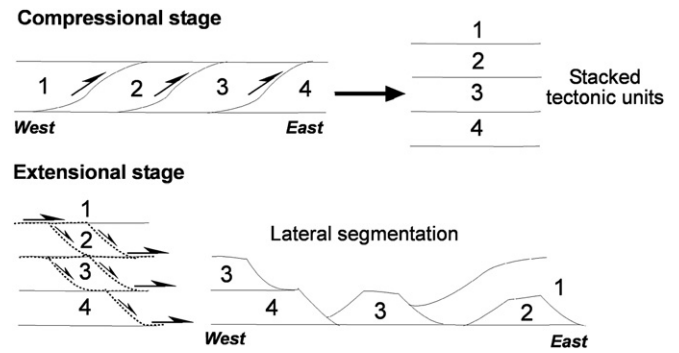 Compressional stage
1 2 3 4
West East
1
2
3
4
Stacked
tectonic units
Extensional stage
1
2
3
4
Lateral segmentation
3 4 3 2 1
West East